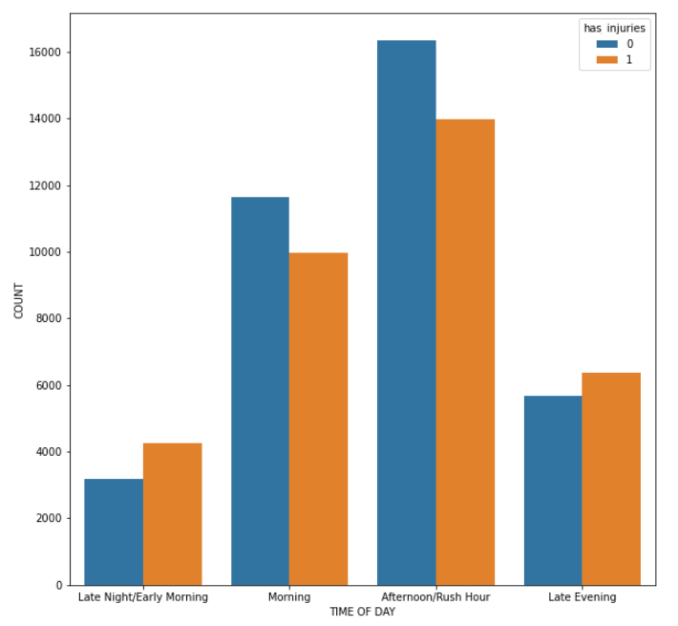 has_injuries
0
1
16000
14000
12000
10000
8000
6000
4000
2000
0
COUNT
Late Night/Early Morning
Morning
Afternoon/Rush Hour
Late Evening
TIME OF DAY